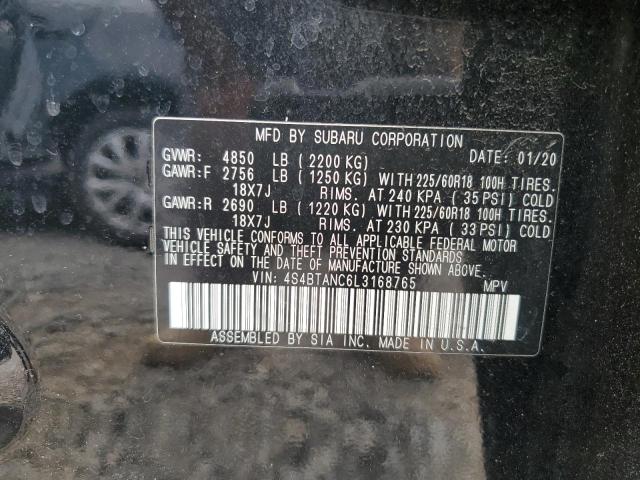 MFD BY SUBARU CORPORATION DATE: 01/20
GVWR: 4850 LB ( 2200 KG)
GAWR:F 2756 LB ( 1250 KG) WITH 225/60R18 100H TIRES.
18X7J RIMS. AT 240 KPA ( 35 PSI) COLD
GAWR:R 2690 LB ( 1220 KG) WITH 225/60R18 100H TIRES.
18X7J RIMS. AT 230 KPA ( 33 PSI) COLD
THIS VEHICLE CONFORMS TO ALL APPLICABLE FEDERAL MOTOR
VEHICLE SAFETY AND THEFT PREVENTION STANDARDS
IN EFFECT ON THE DATE OF MANUFACTURE SHOWN ABOVE.
VIN: 4S4BTANC6L3168765 MPV
ASSEMBLED BY SIA INC. MADE IN U.S.A.